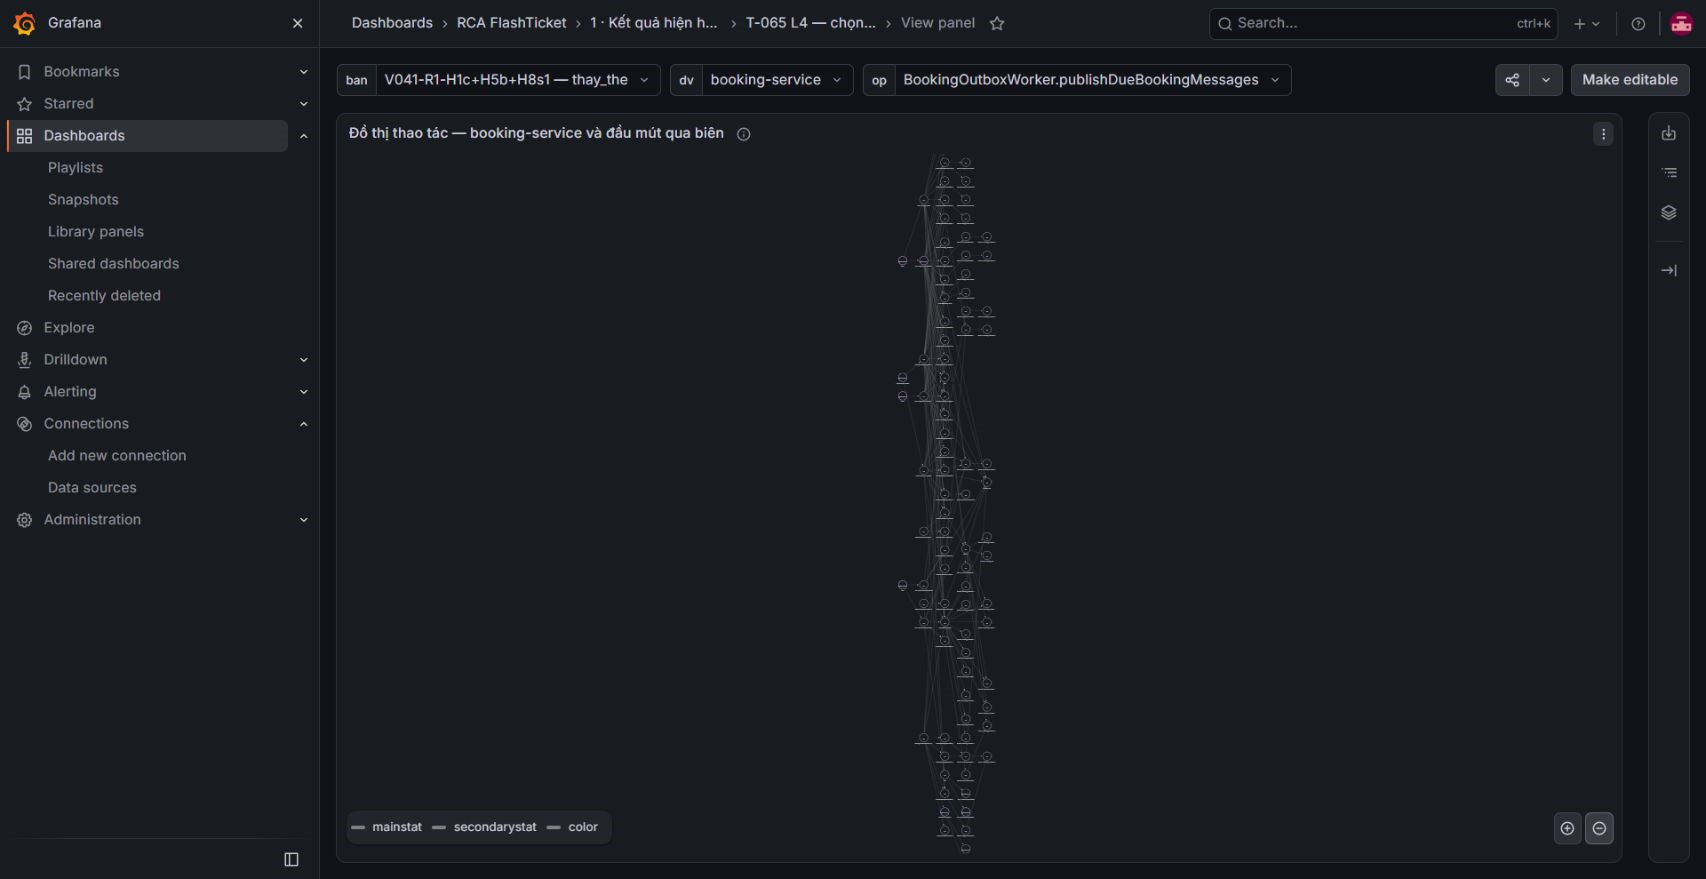 Grafana
Dashboards › RCA FlashTicket › 1 · Kết quả hiện h... › T-065 L4 — chọn... › View panel
Search...
ctrl+k
Bookmarks
Starred
Dashboards
Playlists
Snapshots
Library panels
Shared dashboards
Recently deleted
Explore
Drilldown
Alerting
Connections
Add new connection
Data sources
Administration
ban V041-R1-H1c+H5b+H8s1 — thay_the
dv booking-service
op BookingOutboxWorker.publishDueBookingMessages
Make editable
Đồ thị thao tác — booking-service và đầu mút qua biên
mainstat secondarystat color